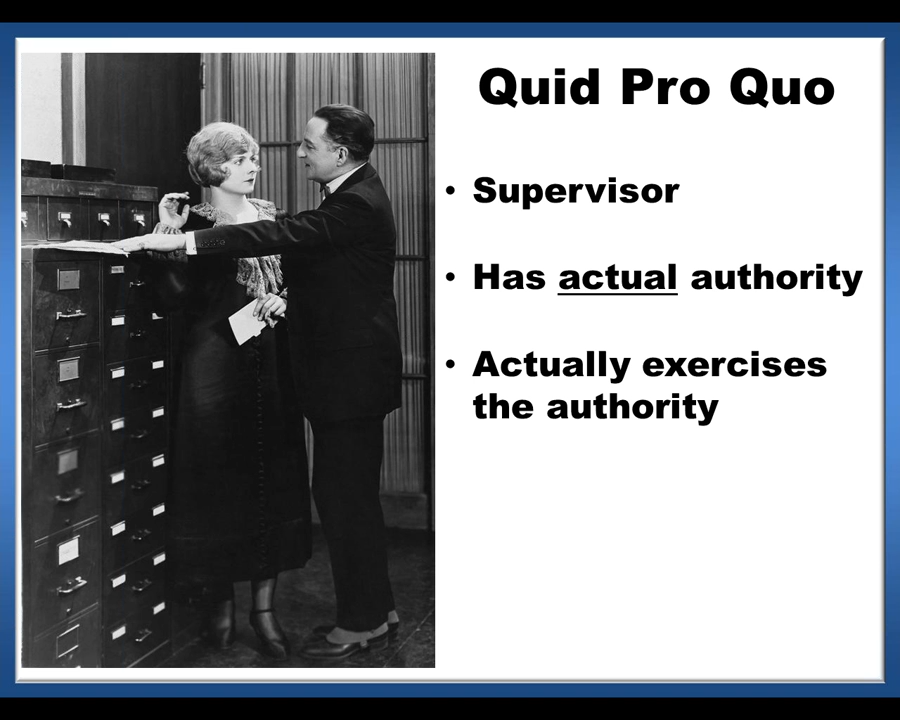 Quid Pro Quo
• Supervisor
• Has actual authority
• Actually exercises
the authority